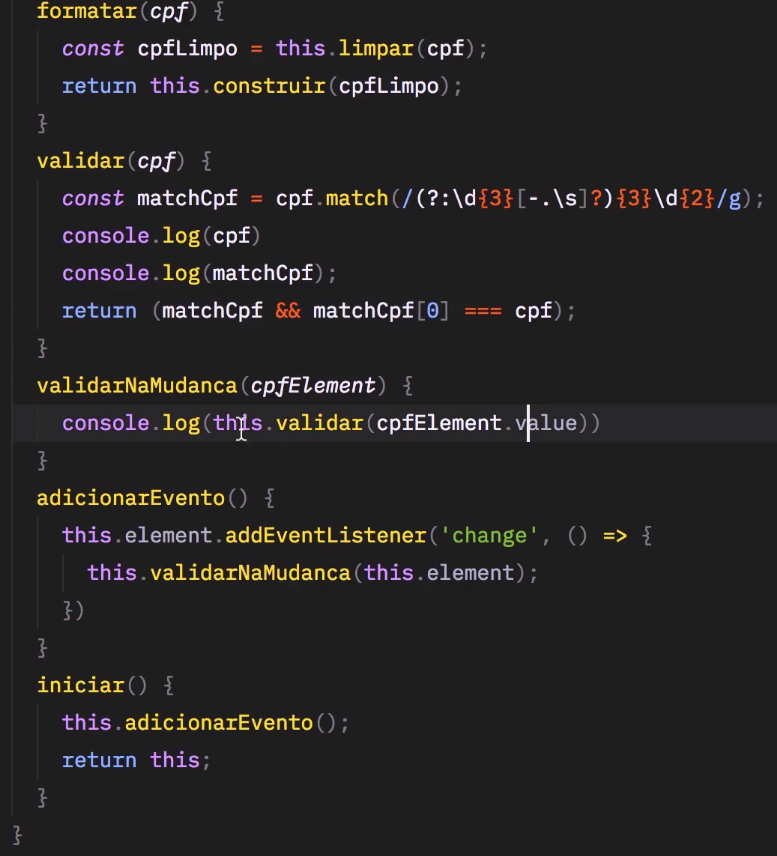 formatar(cpf) {
const cpfLimpo = this.limpar(cpf);
return this.construir(cpfLimpo);
}
validar(cpf) {
const matchCpf = cpf.match(/(?:\d{3}[-.\s]?){3}\d{2}/g);
console.log(cpf)
console.log(matchCpf);
return (matchCpf && matchCpf[0] === cpf);
}
validarNaMudanca(cpfElement) {
console.log(this.validar(cpfElement.value))
}
adicionarEvento() {
this.element.addEventListener('change', () => {
this.validarNaMudanca(this.element);
})
}
iniciar() {
this.adicionarEvento();
return this;
}
}